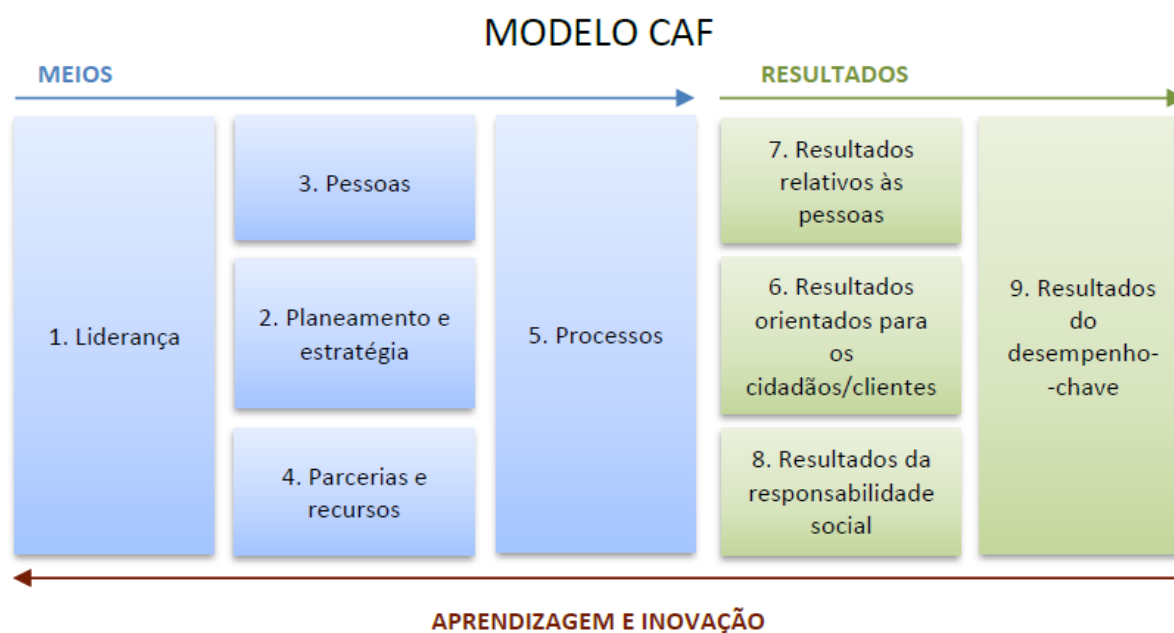 MODELO CAF
MEIOS
RESULTADOS
1. Liderança
3. Pessoas
2. Planeamento e
estratégia
4. Parcerias e
recursos
5. Processos
7. Resultados
relativos às
pessoas
6. Resultados
orientados para
os
cidadãos/clientes
8. Resultados da
responsabilidade
social
9. Resultados
do
desempenho-
-chave
APRENDIZAGEM E INOVAÇÃO